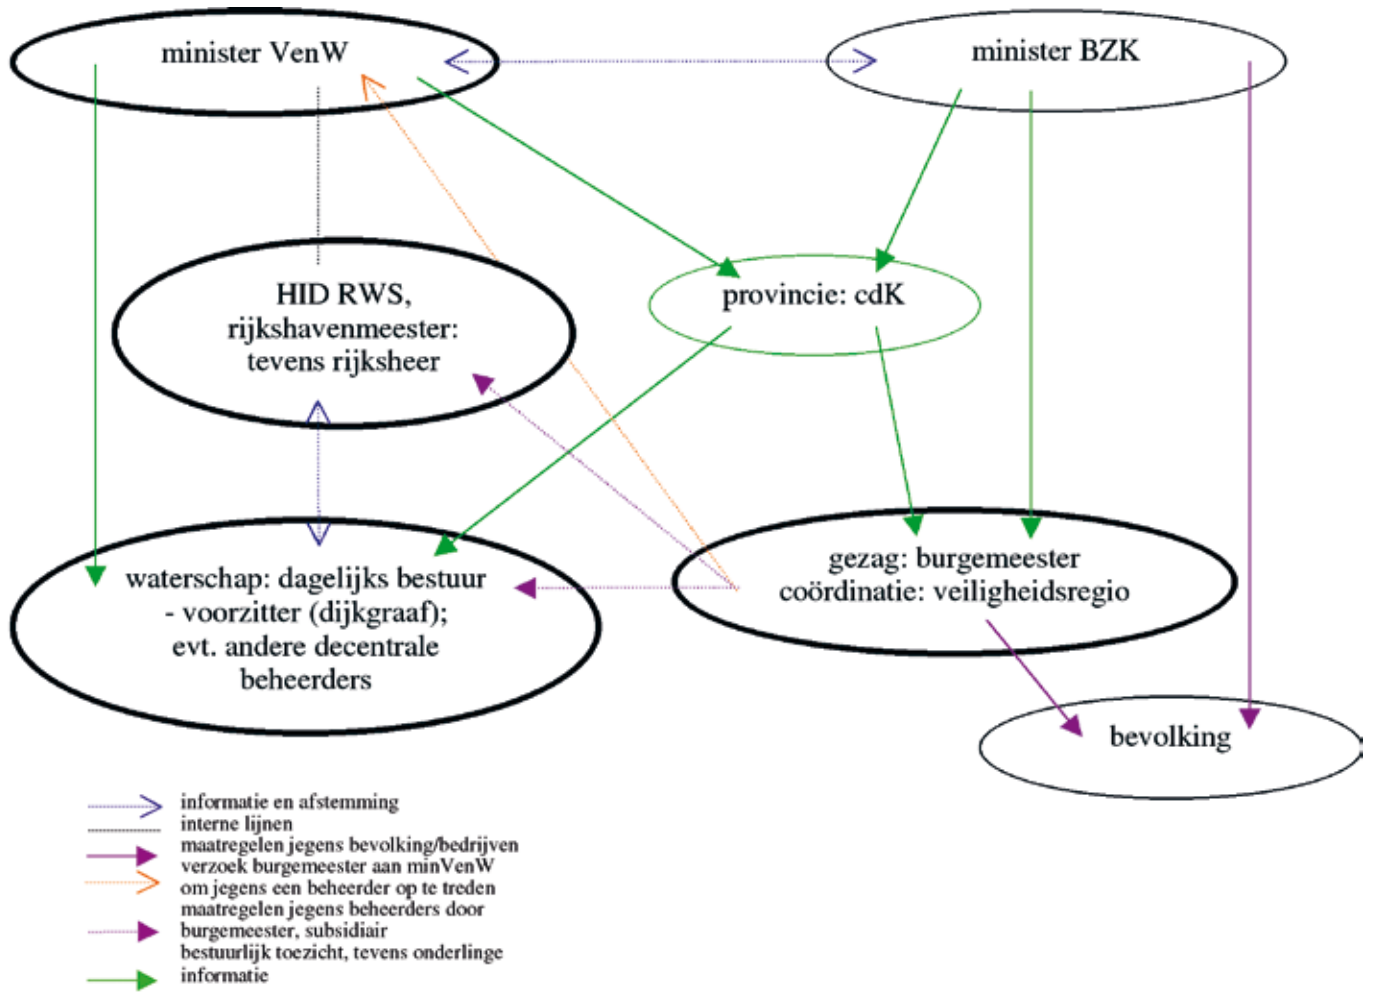 minister VenW
minister BZK
HID RWS,
rijkshavenmeester:
tevens rijksheer
provincie: cdK
waterschap: dagelijks bestuur
- voorzitter (dijkgraaf);
evt. andere decentrale
beheerders
gezag: burgemeester
coördinatie: veiligheidsregio
bevolking
informatie en afstemming
interne lijnen
maatregelen jegens bevolking/bedrijven
verzoek burgemeester aan minVenW
om jegens een beheerder op te treden
maatregelen jegens beheerders door
burgemeester, subsidiair
bestuurlijk toezicht, tevens onderlinge
informatie